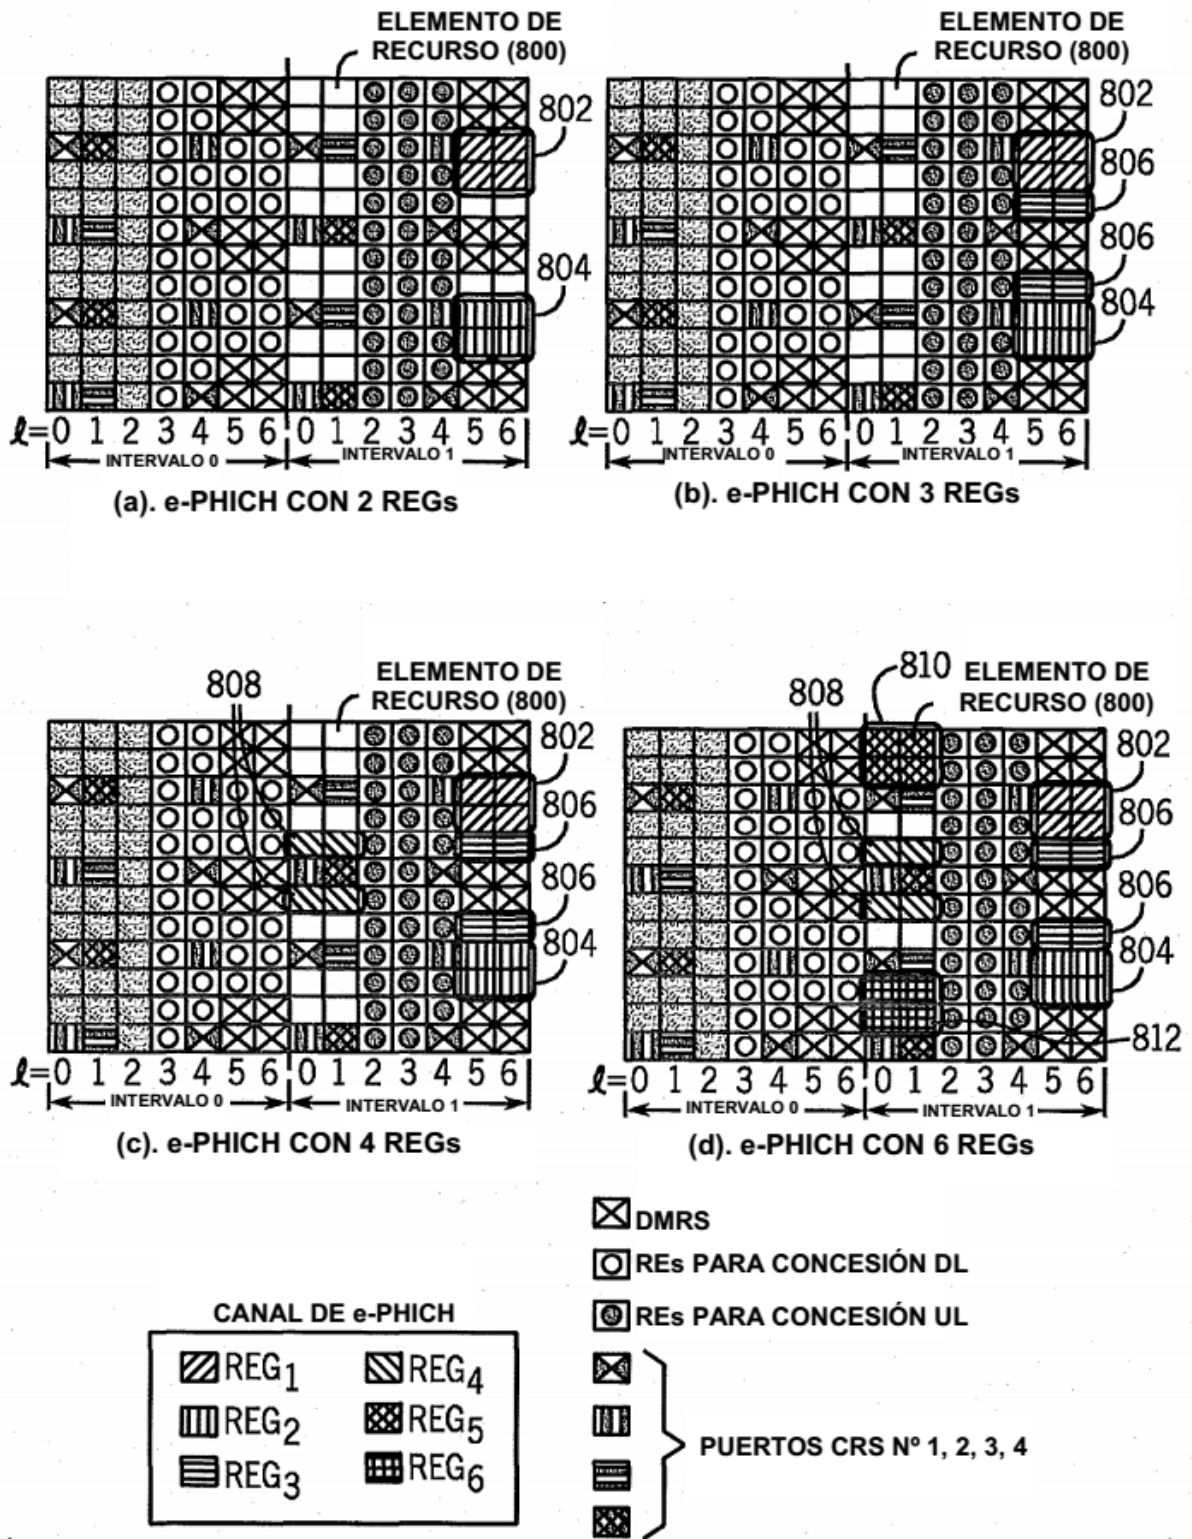 ELEMENTO DE
RECURSO (800)
802
804
ℓ=0 1 2 3 4 5 6 0 1 2 3 4 5 6
INTERVALO 0 INTERVALO 1
(a). e-PHICH CON 2 REGs
ELEMENTO DE
RECURSO (800)
802
806
806
804
ℓ=0 1 2 3 4 5 6 0 1 2 3 4 5 6
INTERVALO 0 INTERVALO 1
(b). e-PHICH CON 3 REGs
808
ELEMENTO DE
RECURSO (800)
802
806
806
804
ℓ=0 1 2 3 4 5 6 0 1 2 3 4 5 6
INTERVALO 0 INTERVALO 1
(c). e-PHICH CON 4 REGs
808
810
ELEMENTO DE
RECURSO (800)
802
806
806
804
812
ℓ=0 1 2 3 4 5 6 0 1 2 3 4 5 6
INTERVALO 0 INTERVALO 1
(d). e-PHICH CON 6 REGs
CANAL DE e-PHICH
REG1 REG4
REG2 REG5
REG3 REG6
DMRS
REs PARA CONCESIÓN DL
REs PARA CONCESIÓN UL
PUERTOS CRS Nº 1, 2, 3, 4